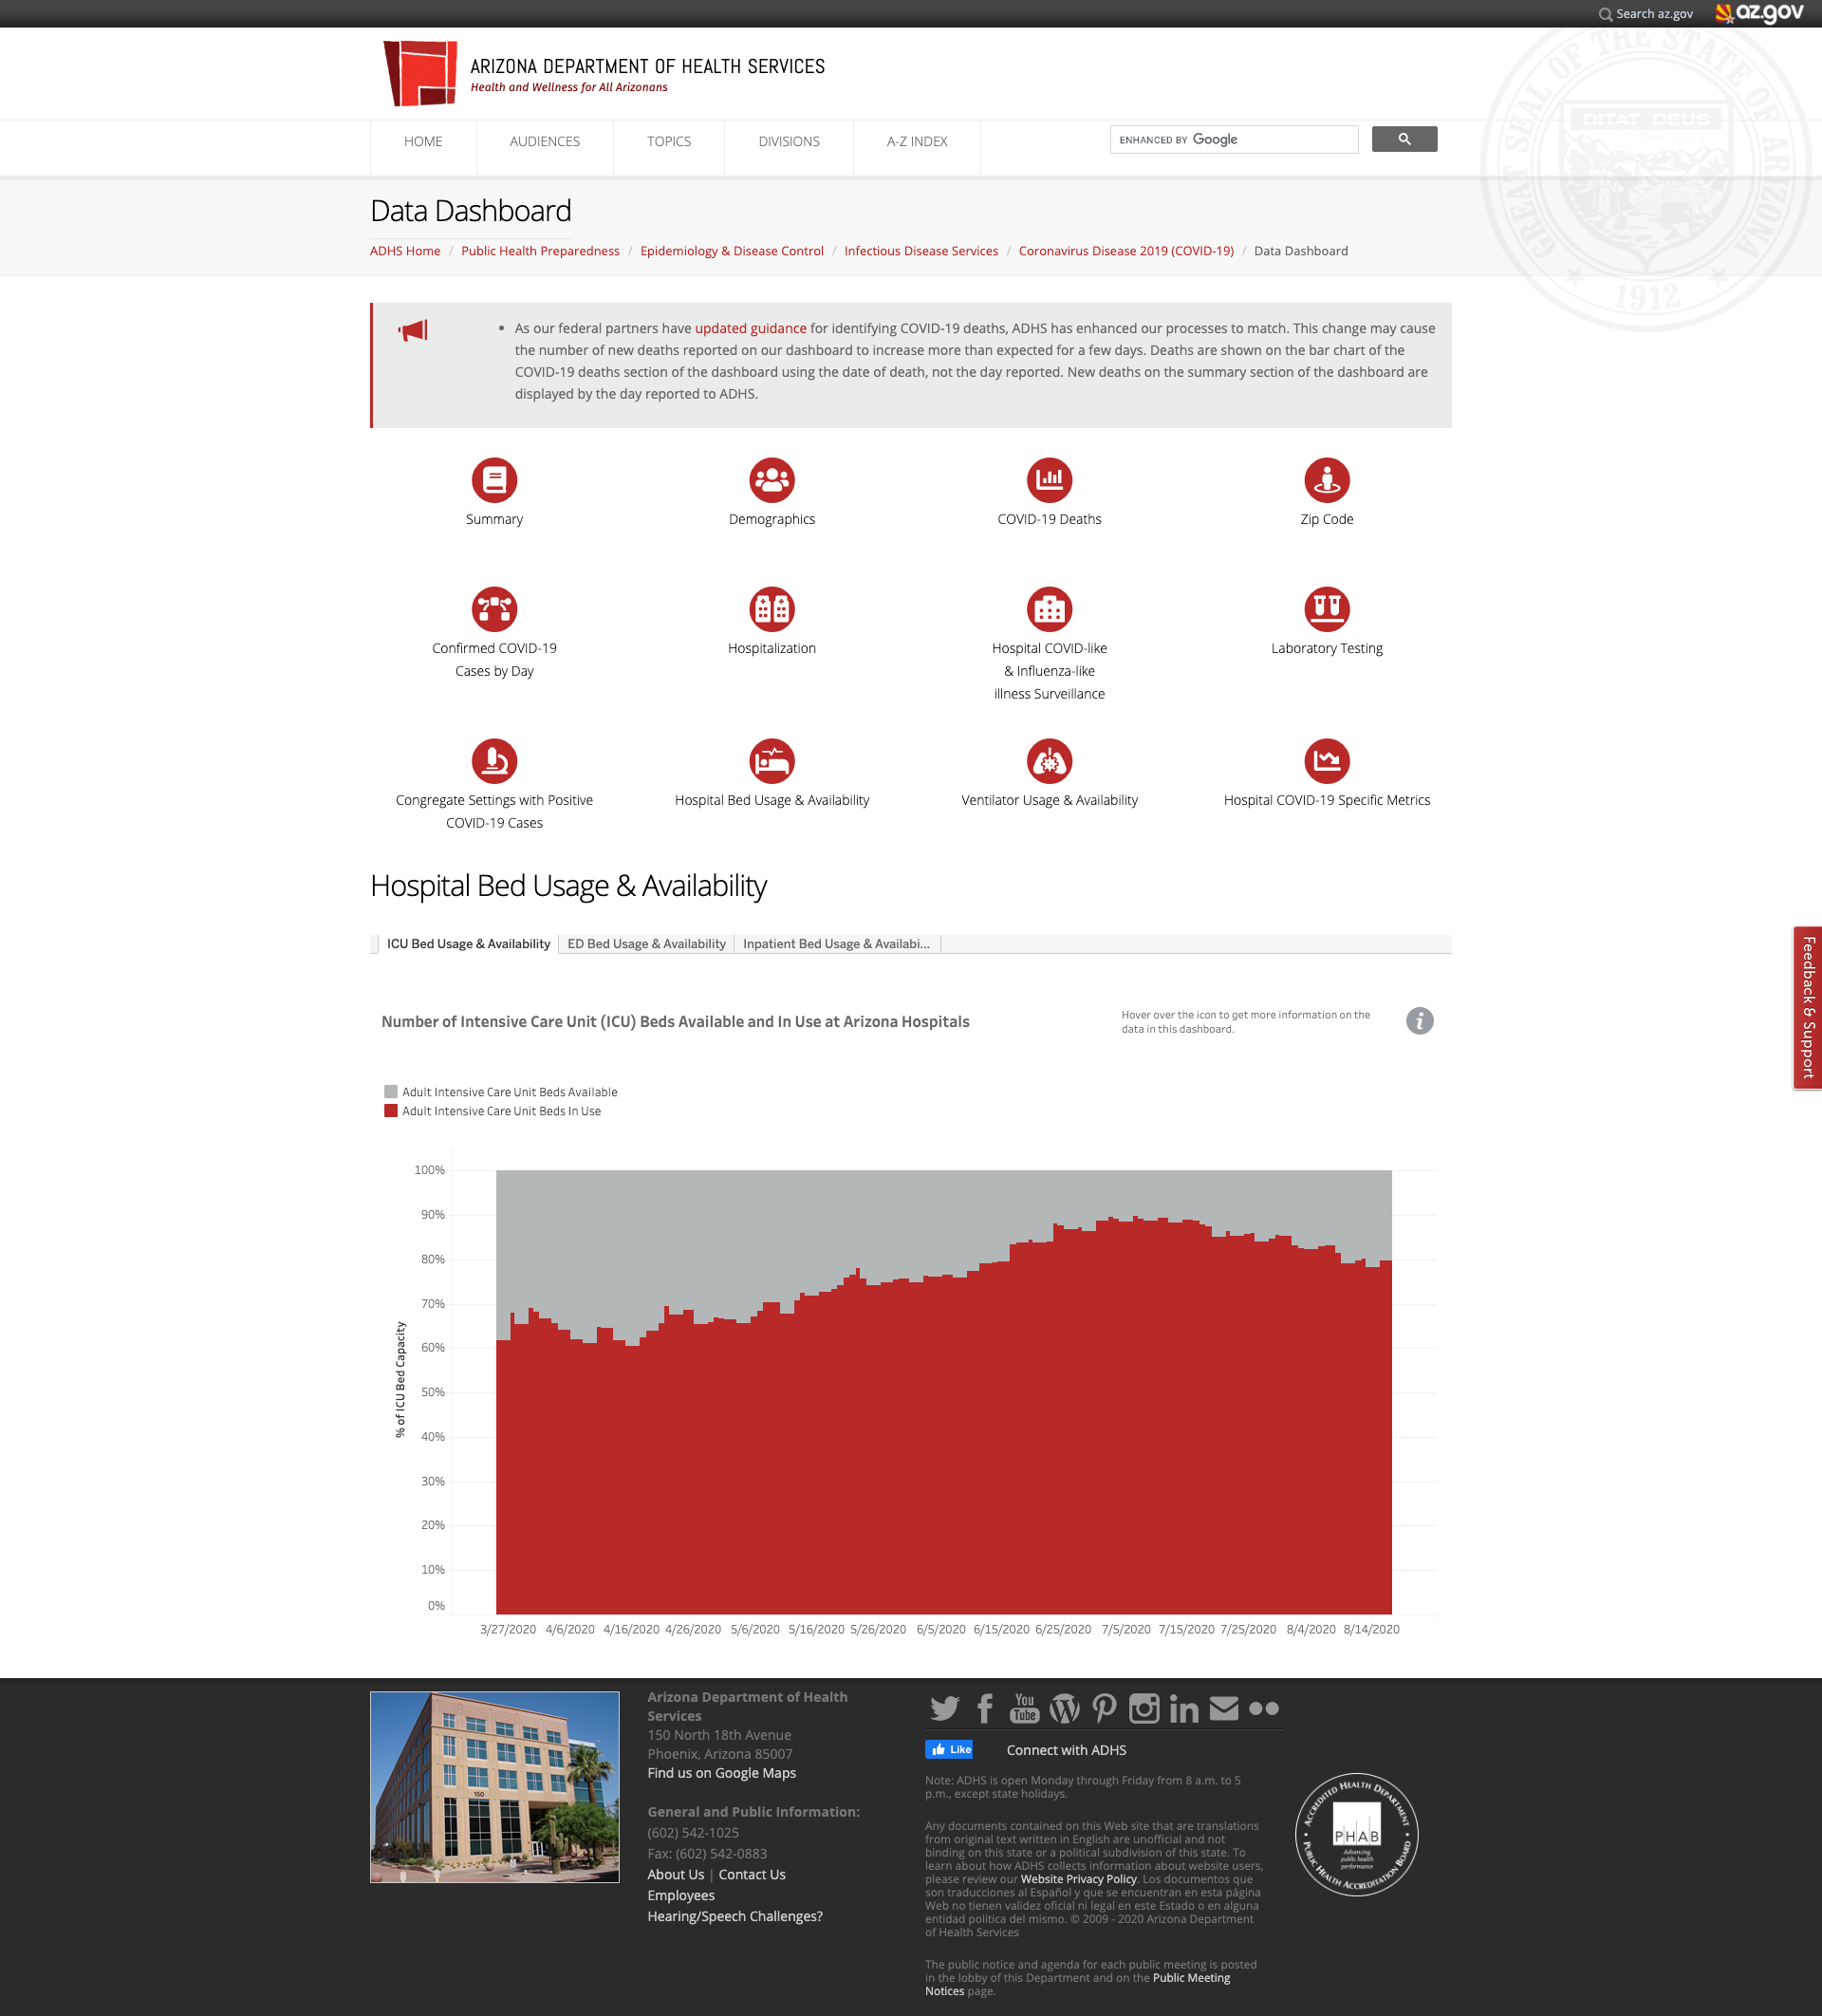 Search az.gov az.gov
ARIZONA DEPARTMENT OF HEALTH SERVICES
Health and Wellness for All Arizonans
GREAT SEAL OF THE STATE OF ARIZONA
DITAT DEUS
1912
HOME AUDIENCES TOPICS DIVISIONS A-Z INDEX ENHANCED BY Google
Data Dashboard
ADHS Home / Public Health Preparedness / Epidemiology & Disease Control / Infectious Disease Services / Coronavirus Disease 2019 (COVID-19) / Data Dashboard
• As our federal partners have updated guidance for identifying COVID-19 deaths, ADHS has enhanced our processes to match. This change may cause
the number of new deaths reported on our dashboard to increase more than expected for a few days. Deaths are shown on the bar chart of the
COVID-19 deaths section of the dashboard using the date of death, not the day reported. New deaths on the summary section of the dashboard are
displayed by the day reported to ADHS.
Summary
Demographics
COVID-19 Deaths
Zip Code
Confirmed COVID-19
Cases by Day
Hospitalization
Hospital COVID-like
& Influenza-like
illness Surveillance
Laboratory Testing
Congregate Settings with Positive
COVID-19 Cases
Hospital Bed Usage & Availability
Ventilator Usage & Availability
Hospital COVID-19 Specific Metrics
Hospital Bed Usage & Availability
Feedback & Support
ICU Bed Usage & Availability ED Bed Usage & Availability Inpatient Bed Usage & Availabi...
Number of Intensive Care Unit (ICU) Beds Available and In Use at Arizona Hospitals
Hover over the icon to get more information on the
data in this dashboard.
Adult Intensive Care Unit Beds Available
Adult Intensive Care Unit Beds In Use
% of ICU Bed Capacity
100%
90%
80%
70%
60%
50%
40%
30%
20%
10%
0%
3/27/2020 4/6/2020 4/16/2020 4/26/2020 5/6/2020 5/16/2020 5/26/2020 6/5/2020 6/15/2020 6/25/2020 7/5/2020 7/15/2020 7/25/2020 8/4/2020 8/14/2020
150
Arizona Department of Health
Services
150 North 18th Avenue
Phoenix, Arizona 85007
Find us on Google Maps
General and Public Information:
(602) 542-1025
Fax: (602) 542-0883
About Us | Contact Us
Employees
Hearing/Speech Challenges?
You Tube
Like
Connect with ADHS
Note: ADHS is open Monday through Friday from 8 a.m. to 5
p.m., except state holidays.
Any documents contained on this Web site that are translations
from original text written in English are unofficial and not
binding on this state or a political subdivision of this state. To
learn about how ADHS collects information about website users,
please review our Website Privacy Policy. Los documentos que
son traducciones al Español y que se encuentran en esta página
Web no tienen validez oficial ni legal en este Estado o en alguna
entidad politica del mismo. © 2009 - 2020 Arizona Department
of Health Services
The public notice and agenda for each public meeting is posted
in the lobby of this Department and on the Public Meeting
Notices page.
ACCREDITED HEALTH DEPARTMENT
PHAB
Advancing
public health
performance
PUBLIC HEALTH ACCREDITATION BOARD